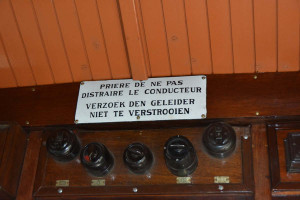 PRIERE DE NE PAS
DISTRAIRE LE CONDUCTEUR
VERZOEK DEN GELEIDER
NIET TE VERSTROOIEN